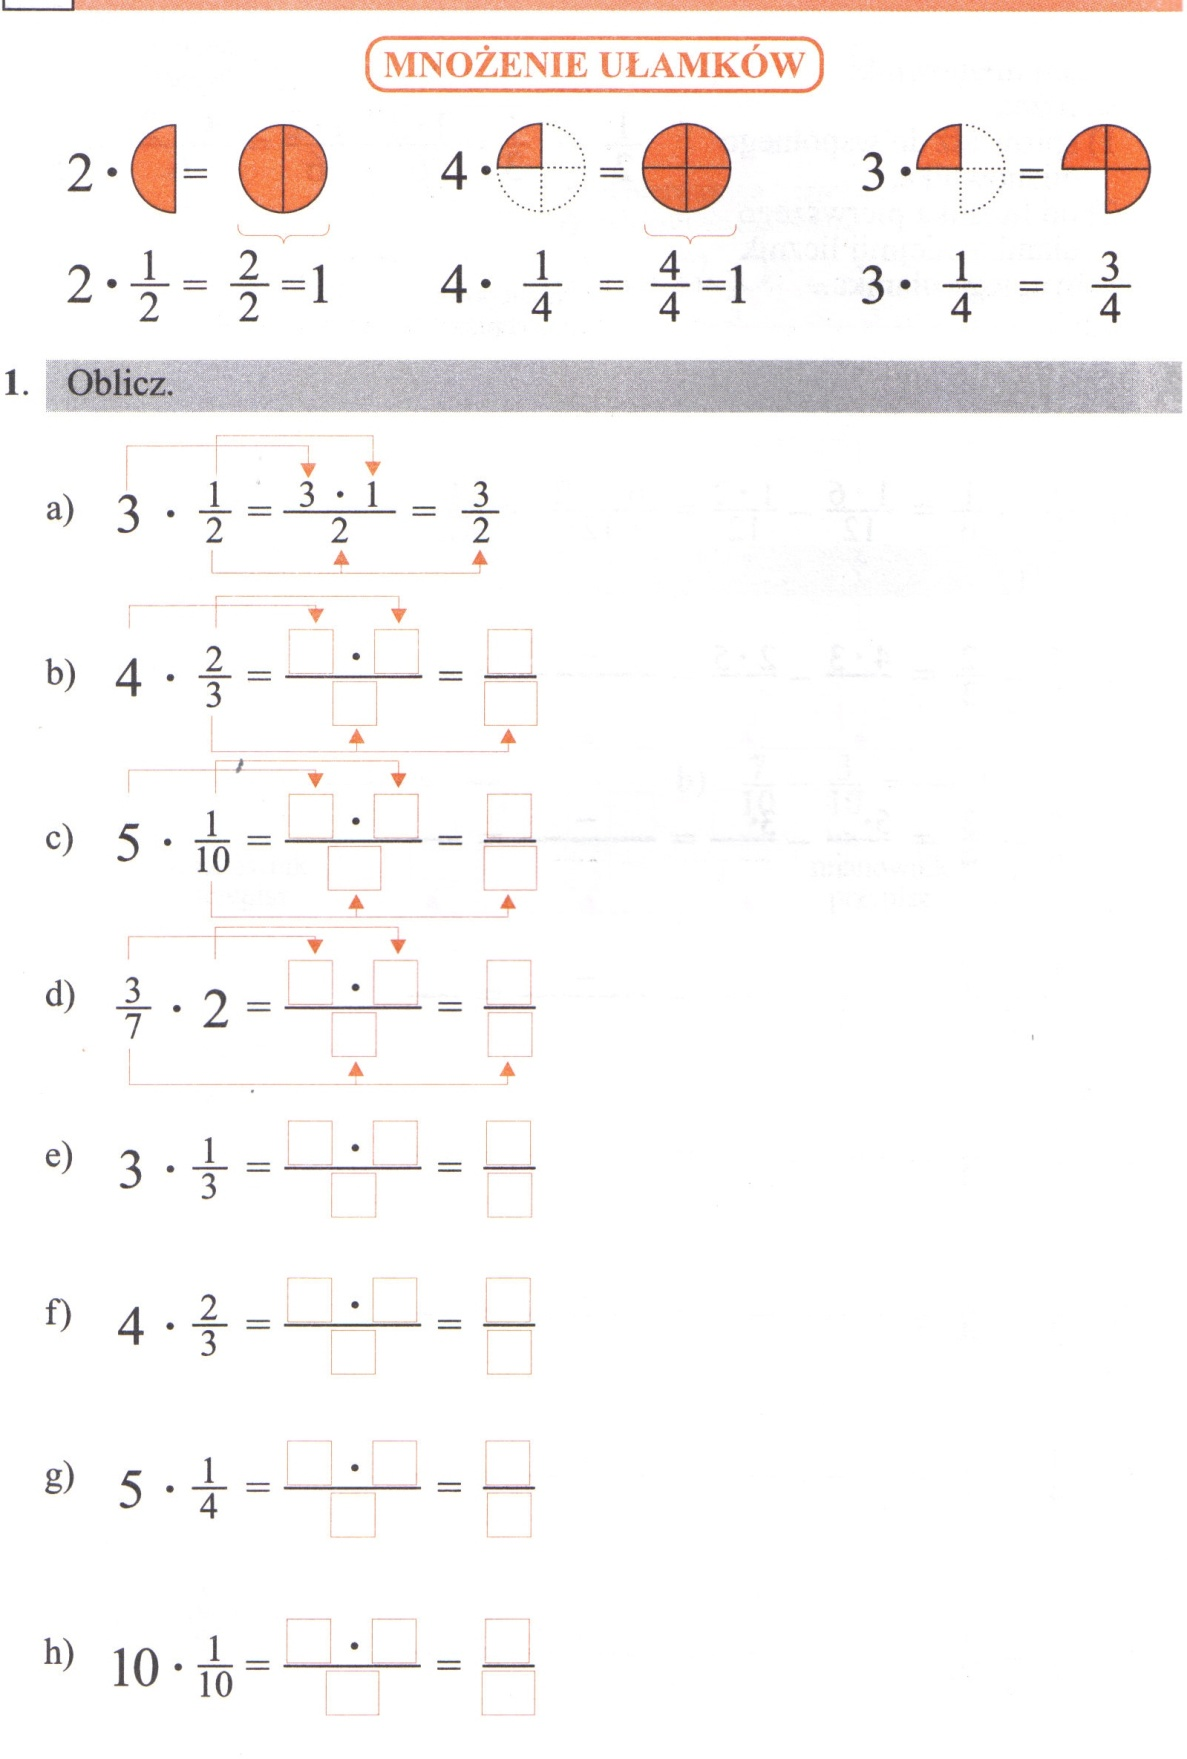 MNOŻENIE UŁAMKÓW
2 · = 4 · = 3 · =
2 · 1/2 = 2/2 =1 4 · 1/4 = 4/4 =1 3 · 1/4 = 3/4
1. Oblicz.
a) 3 · 1/2 = 3 · 1/2 = 3/2
b) 4 · 2/3 = · =
c) 5 · 1/10 = · =
d) 3/7 · 2 = · =
e) 3 · 1/3 = · =
f) 4 · 2/3 = · =
g) 5 · 1/4 = · =
h) 10 · 1/10 = · =